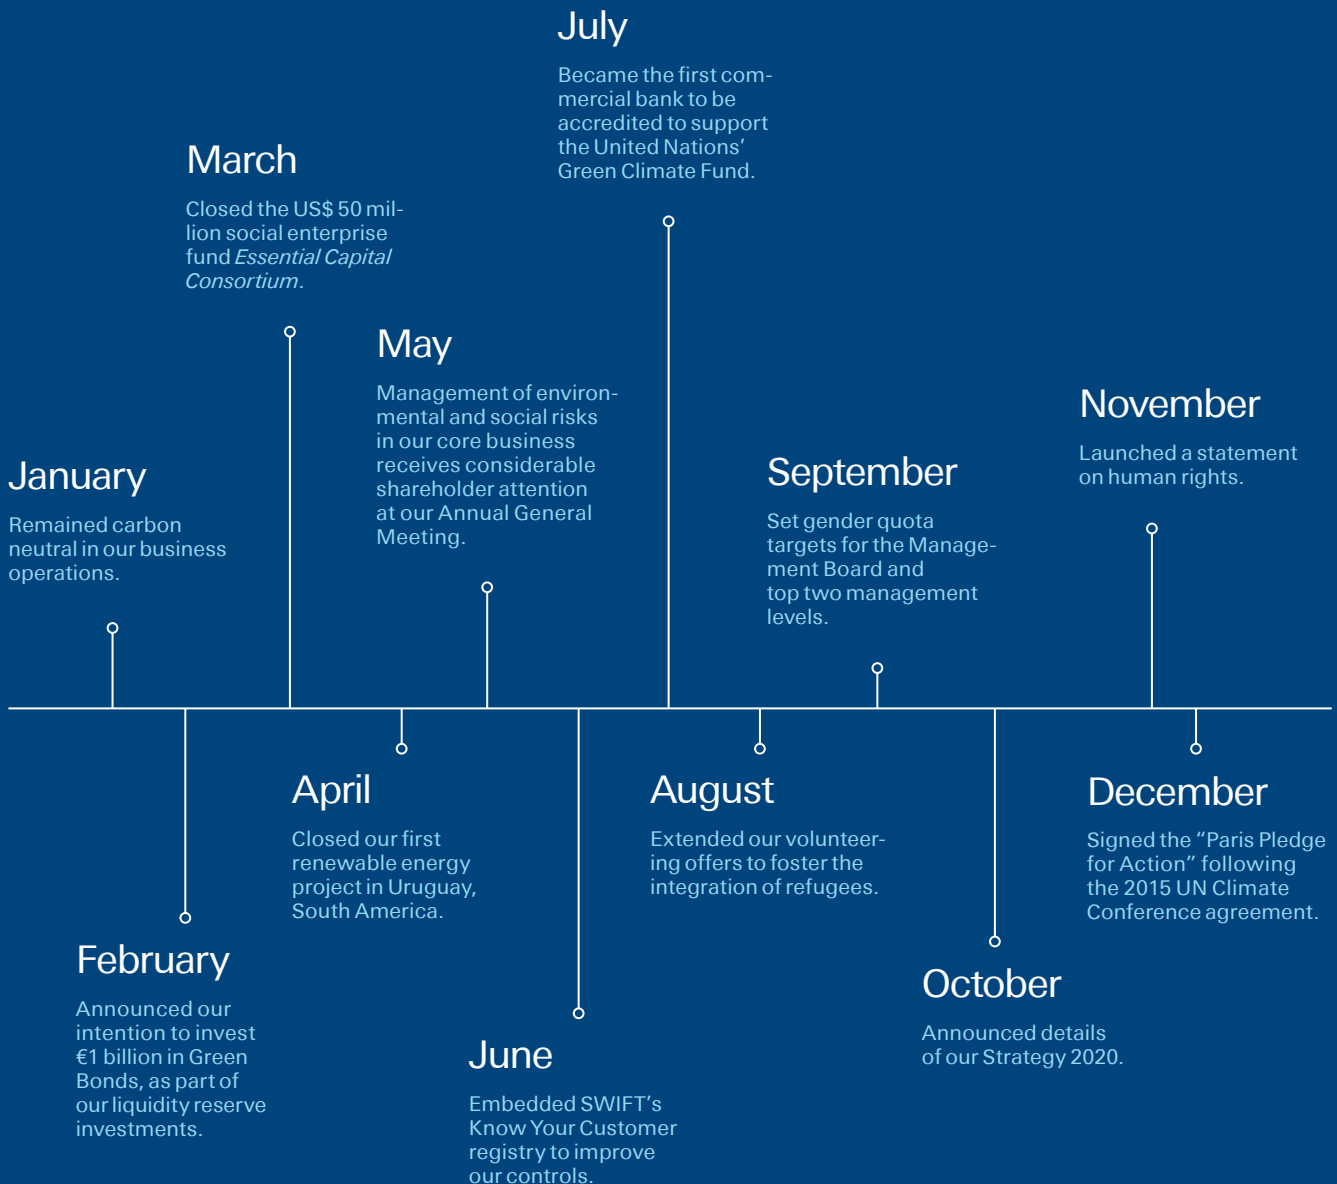 January
Remained carbon
neutral in our business
operations.
February
Announced our
intention to invest
€1 billion in Green
Bonds, as part of
our liquidity reserve
investments.
March
Closed the US$ 50 mil-
lion social enterprise
fund Essential Capital
Consortium.
April
Closed our first
renewable energy
project in Uruguay,
South America.
May
Management of environ-
mental and social risks
in our core business
receives considerable
shareholder attention
at our Annual General
Meeting.
June
Embedded SWIFT’s
Know Your Customer
registry to improve
our controls.
July
Became the first com-
mercial bank to be
accredited to support
the United Nations’
Green Climate Fund.
August
Extended our volunteer-
ing offers to foster the
integration of refugees.
September
Set gender quota
targets for the Manage-
ment Board and
top two management
levels.
October
Announced details
of our Strategy 2020.
November
Launched a statement
on human rights.
December
Signed the “Paris Pledge
for Action” following
the 2015 UN Climate
Conference agreement.